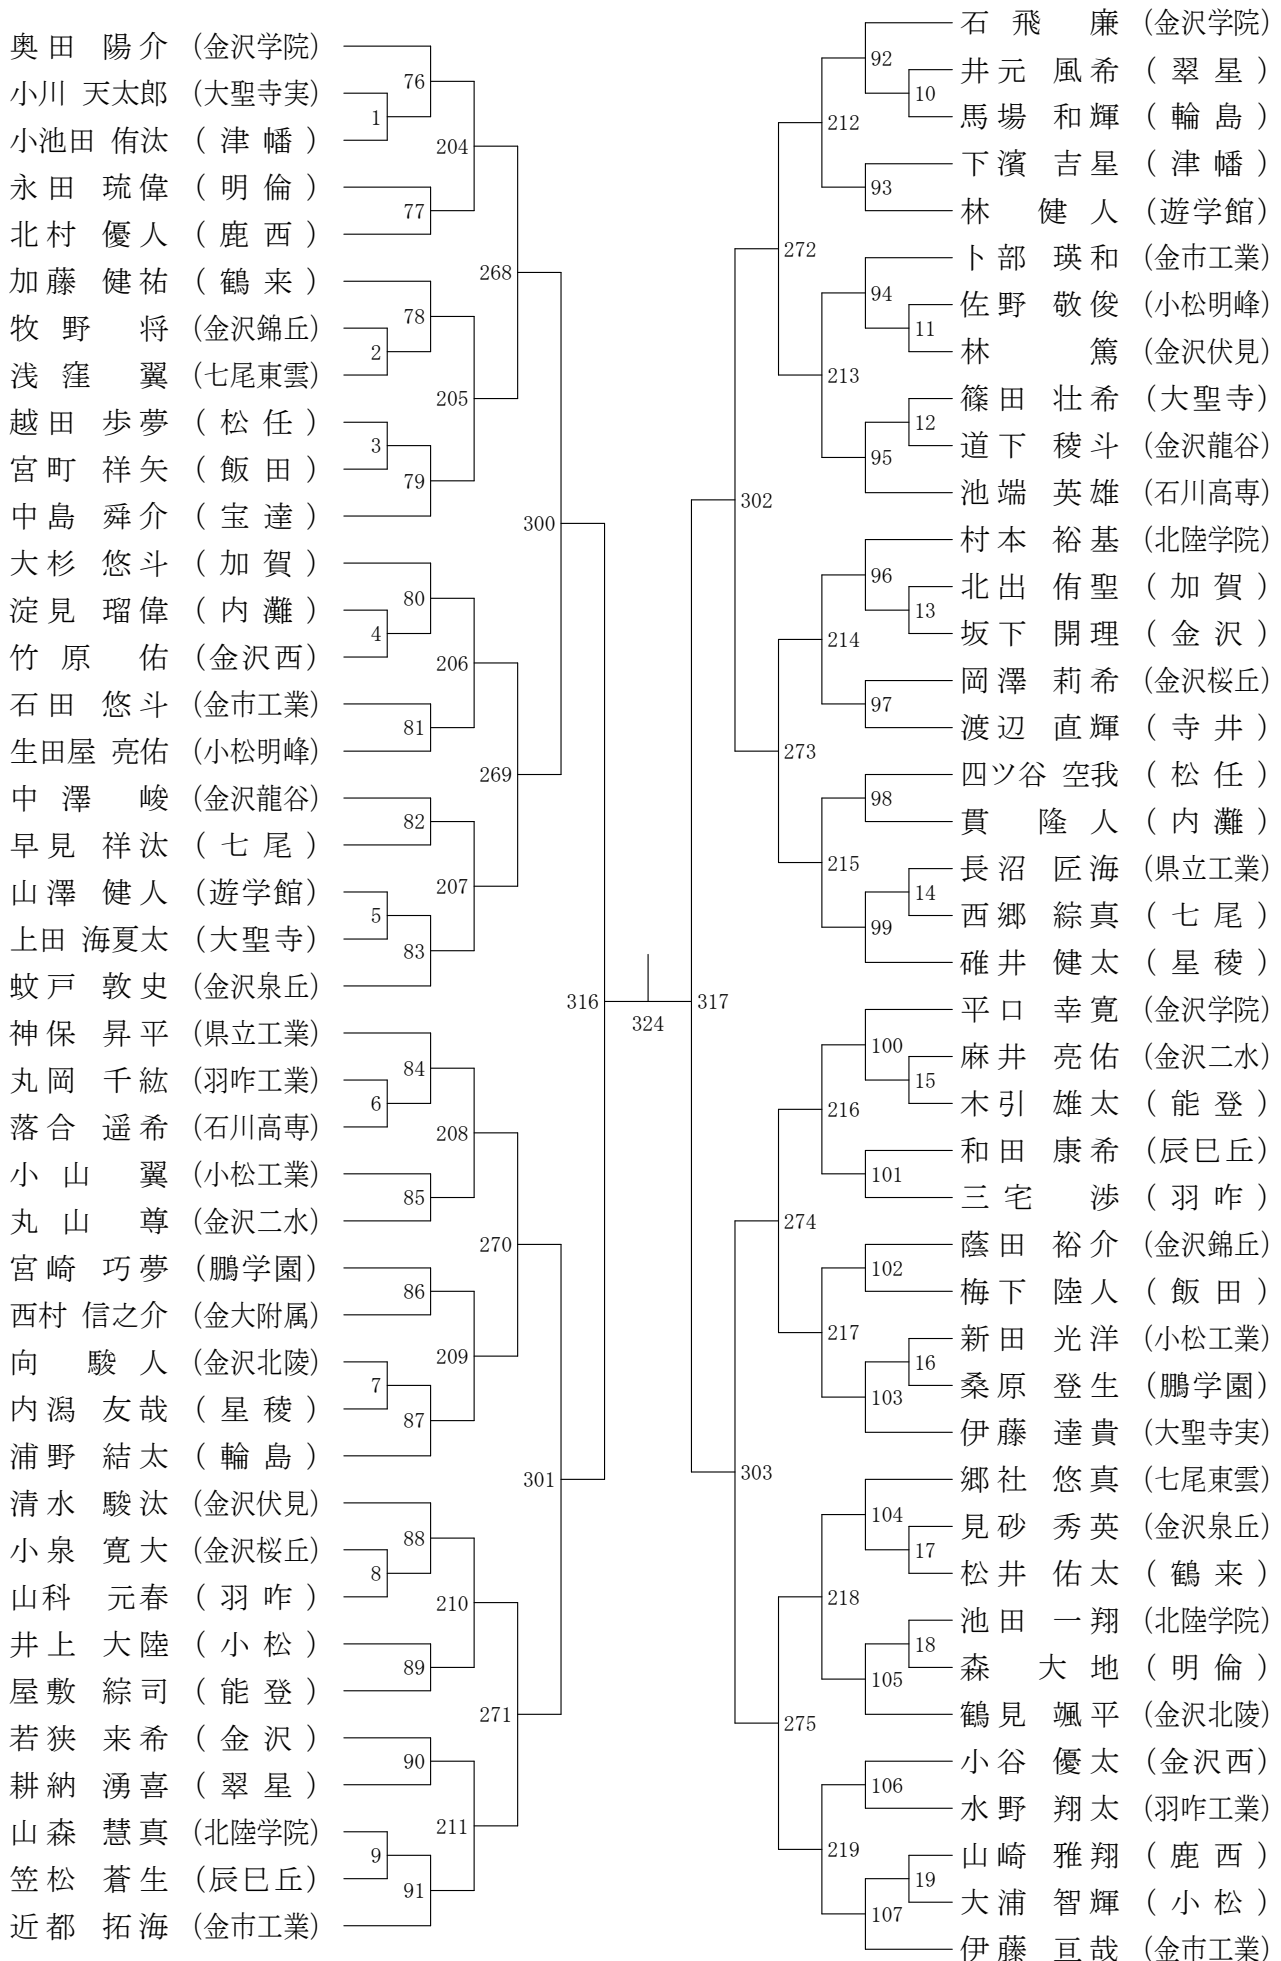 奥田 陽介 (金沢学院)
小川 天太郎 (大聖寺実)
小池田 侑汰 (津幡)
永田 琉偉 (明倫)
北村 優人 (鹿西)
加藤 健祐 (鶴来)
牧野 将 (金沢錦丘)
浅窪 翼 (七尾東雲)
越田 歩夢 (松任)
宮町 祥矢 (飯田)
中島 舜介 (宝達)
大杉 悠斗 (加賀)
淀見 瑠偉 (内灘)
竹原 佑 (金沢西)
石田 悠斗 (金市工業)
生田屋 亮佑 (小松明峰)
中澤 峻 (金沢龍谷)
早見 祥汰 (七尾)
山澤 健人 (遊学館)
上田 海夏太 (大聖寺)
蚊戸 敦史 (金沢泉丘)
神保 昇平 (県立工業)
丸岡 千紘 (羽咋工業)
落合 遥希 (石川高専)
小山 翼 (小松工業)
丸山 尊 (金沢二水)
宮崎 巧夢 (鵬学園)
西村 信之介 (金大附属)
向 駿人 (金沢北陵)
内潟 友哉 (星稜)
浦野 結太 (輪島)
清水 駿汰 (金沢伏見)
小泉 寛大 (金沢桜丘)
山科 元春 (羽咋)
井上 大陸 (小松)
屋敷 綜司 (能登)
若狭 来希 (金沢)
耕納 湧喜 (翠星)
山森 慧真 (北陸学院)
笠松 蒼生 (辰巳丘)
近都 拓海 (金市工業)
76
1
204
77
268
78
2
205
3
79
300
80
4
206
81
269
82
207
5
83
316
84
6
208
85
270
86
209
7
87
301
88
8
210
89
271
90
211
9
91
324
317
92
10
212
93
272
94
11
213
12
95
302
96
13
214
97
273
98
215
14
99
100
15
216
101
274
102
217
16
103
303
104
17
218
18
105
275
106
219
19
107
石飛 廉 (金沢学院)
井元 風希 (翠星)
馬場 和輝 (輪島)
下濱 吉星 (津幡)
林 健人 (遊学館)
卜部 瑛和 (金市工業)
佐野 敬俊 (小松明峰)
林 篤 (金沢伏見)
篠田 壮希 (大聖寺)
道下 稜斗 (金沢龍谷)
池端 英雄 (石川高専)
村本 裕基 (北陸学院)
北出 侑聖 (加賀)
坂下 開理 (金沢)
岡澤 莉希 (金沢桜丘)
渡辺 直輝 (寺井)
四ツ谷 空我 (松任)
貫 隆人 (内灘)
長沼 匠海 (県立工業)
西郷 綜真 (七尾)
碓井 健太 (星稜)
平口 幸寛 (金沢学院)
麻井 亮佑 (金沢二水)
木引 雄太 (能登)
和田 康希 (辰巳丘)
三宅 渉 (羽咋)
蔭田 裕介 (金沢錦丘)
梅下 陸人 (飯田)
新田 光洋 (小松工業)
桑原 登生 (鵬学園)
伊藤 達貴 (大聖寺実)
郷社 悠真 (七尾東雲)
見砂 秀英 (金沢泉丘)
松井 佑太 (鶴来)
池田 一翔 (北陸学院)
森 大地 (明倫)
鶴見 颯平 (金沢北陵)
小谷 優太 (金沢西)
水野 翔太 (羽咋工業)
山崎 雅翔 (鹿西)
大浦 智輝 (小松)
伊藤 亘哉 (金市工業)